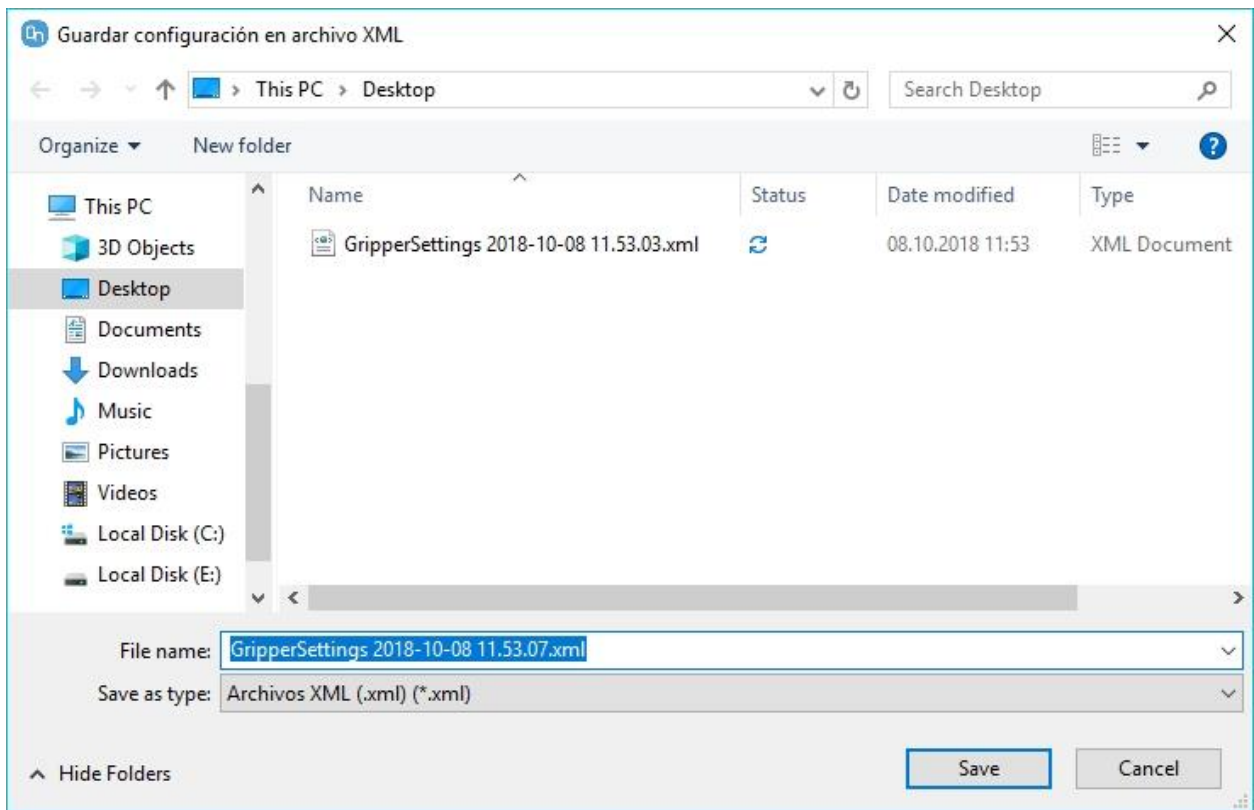 Guardar configuración en archivo XML
This PC > Desktop
Search Desktop
Organize
New folder
Name
Status
Date modified
Type
GripperSettings 2018-10-08 11.53.03.xml
08.10.2018 11:53
XML Document
This PC
3D Objects
Desktop
Documents
Downloads
Music
Pictures
Videos
Local Disk (C:)
Local Disk (E:)
File name: GripperSettings 2018-10-08 11.53.07.xml
Save as type: Archivos XML (.xml) (*.xml)
Hide Folders
Save
Cancel